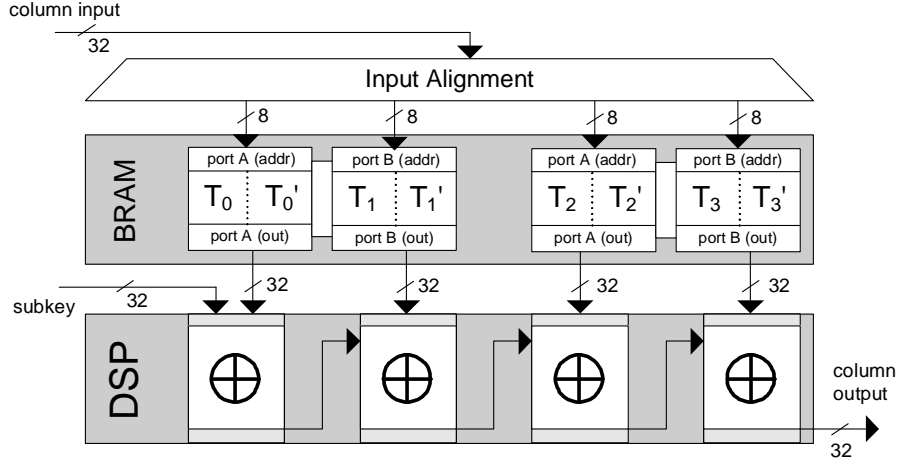 column input
32
Input Alignment
8 8 8 8
BRAM
port A (addr) port B (addr) port A (addr) port B (addr)
T0 T0' T1 T1' T2 T2' T3 T3'
port A (out) port B (out) port A (out) port B (out)
32 32 32 32
subkey 32
DSP
column
output
32